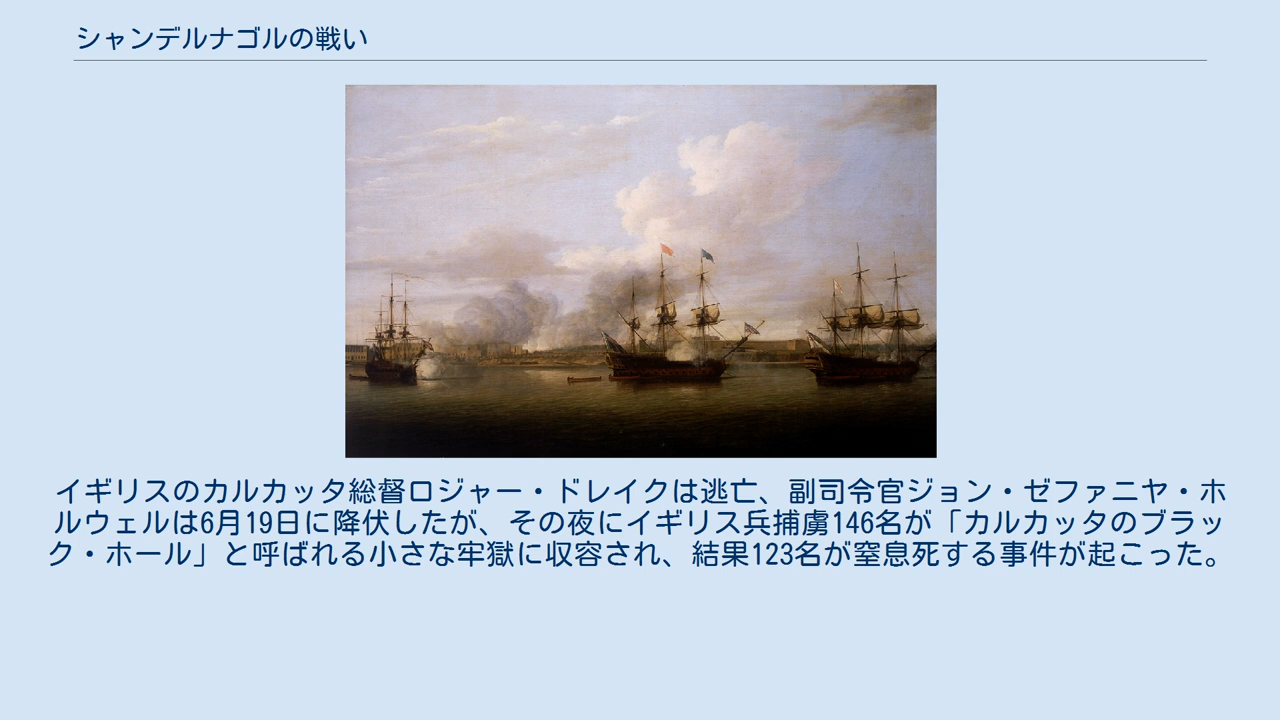 シャンデルナゴルの戦い
イギリスのカルカッタ総督ロジャー・ドレイクは逃亡、副司令官ジョン・ゼファニヤ・ホ
ルウェルは6月19日に降伏したが、その夜にイギリス兵捕虜146名が「カルカッタのブラッ
ク・ホール」と呼ばれる小さな牢獄に収容され、結果123名が窒息死する事件が起こった。